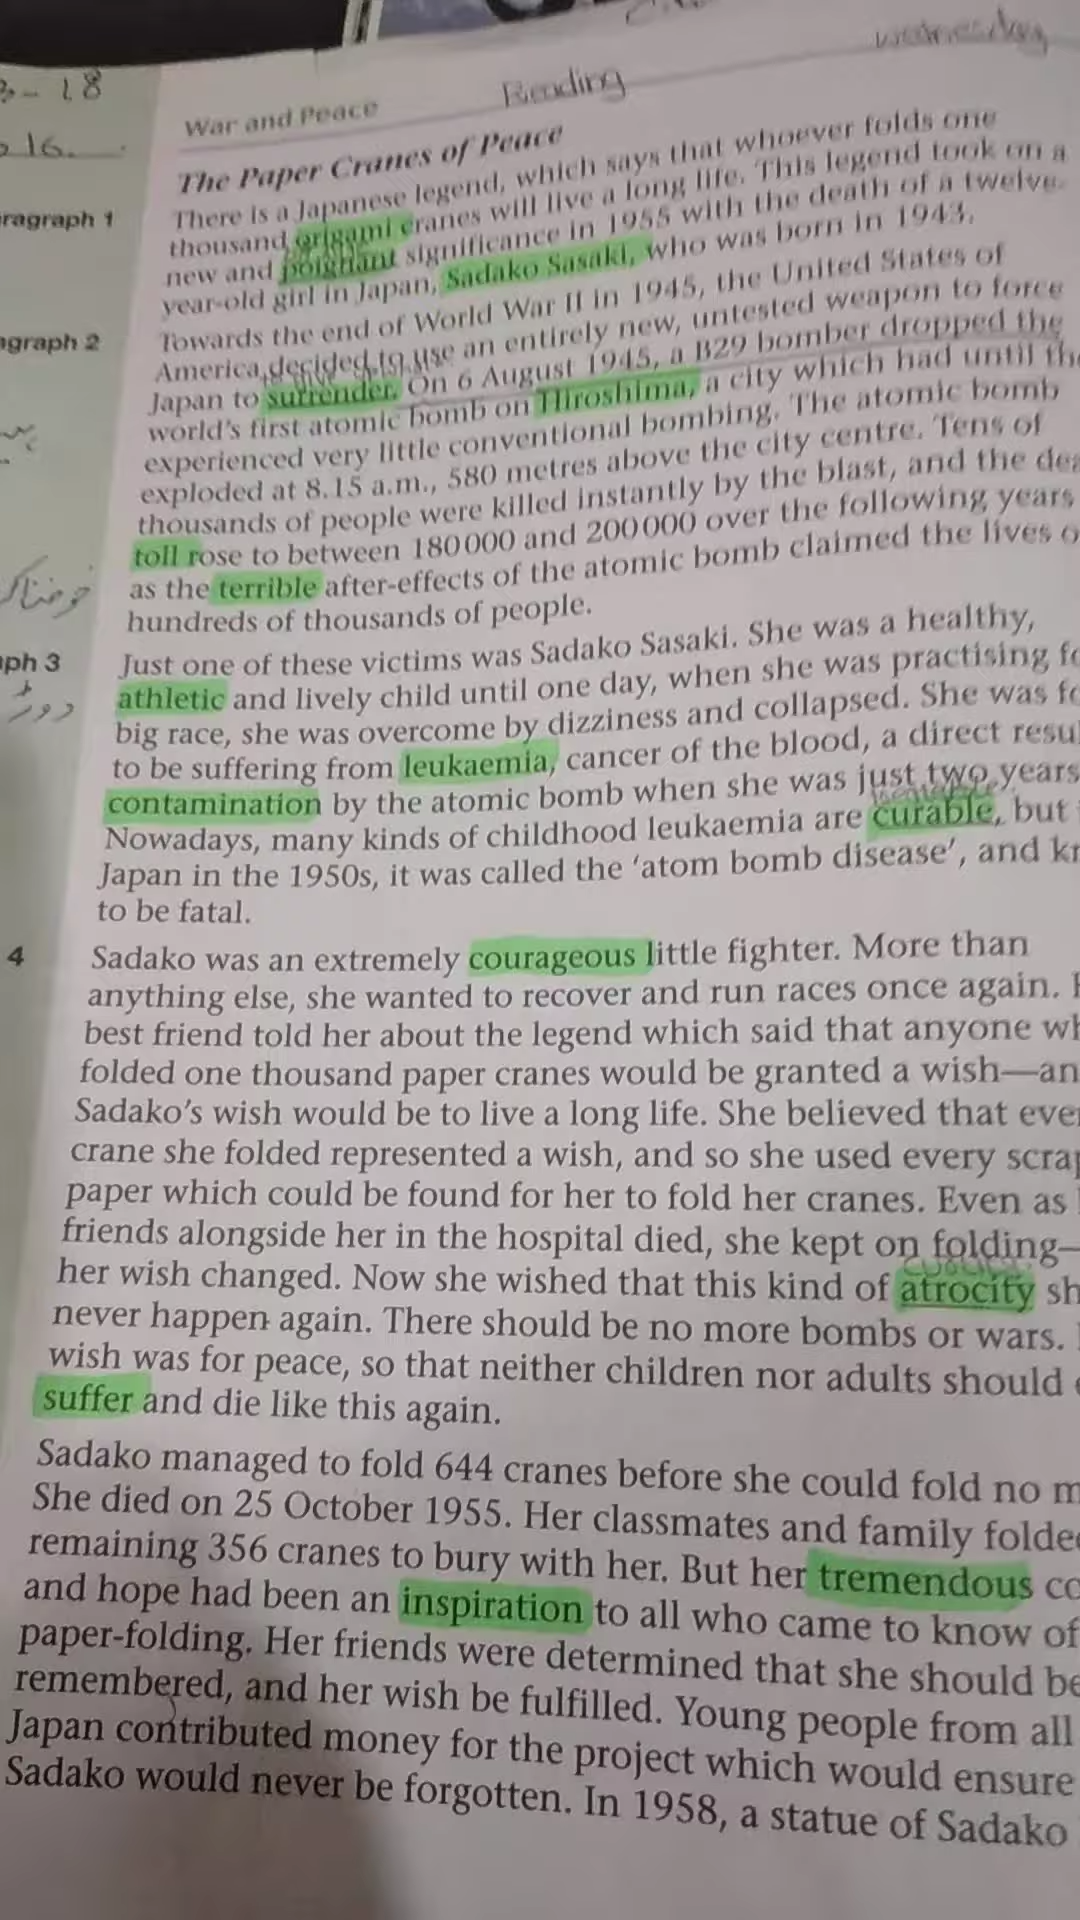 wednesday
- 18
16.
Reading
War and Peace
The Paper Cranes of Peace
ragraph 1
There is a Japanese legend, which says that whoever folds one
thousand origami cranes will live a long life. This legend took on a
new and poignant significance in 1955 with the death of a twelve-
year-old girl in Japan, Sadako Sasaki, who was born in 1943.
agraph 2
Towards the end of World War II in 1945, the United States of
America decided to use an entirely new, untested weapon to force
Japan to surrender. On 6 August 1945, a B29 bomber dropped the
world's first atomic bomb on Hiroshima, a city which had until the
experienced very little conventional bombing. The atomic bomb
exploded at 8.15 a.m., 580 metres above the city centre. Tens of
thousands of people were killed instantly by the blast, and the dea
toll rose to between 180 000 and 200 000 over the following years
خوفناک
as the terrible after-effects of the atomic bomb claimed the lives o
hundreds of thousands of people.
aph 3
Just one of these victims was Sadako Sasaki. She was a healthy,
athletic and lively child until one day, when she was practising fo
big race, she was overcome by dizziness and collapsed. She was fo
to be suffering from leukaemia, cancer of the blood, a direct resu
contamination by the atomic bomb when she was just two years
Nowadays, many kinds of childhood leukaemia are curable, but
Japan in the 1950s, it was called the 'atom bomb disease', and kn
to be fatal.
4
Sadako was an extremely courageous little fighter. More than
anything else, she wanted to recover and run races once again. H
best friend told her about the legend which said that anyone wh
folded one thousand paper cranes would be granted a wish—an
Sadako's wish would be to live a long life. She believed that ever
crane she folded represented a wish, and so she used every scrap
paper which could be found for her to fold her cranes. Even as
friends alongside her in the hospital died, she kept on folding—
her wish changed. Now she wished that this kind of atrocity sh
never happen again. There should be no more bombs or wars.
wish was for peace, so that neither children nor adults should
suffer and die like this again.
Sadako managed to fold 644 cranes before she could fold no m
She died on 25 October 1955. Her classmates and family folded
remaining 356 cranes to bury with her. But her tremendous co
and hope had been an inspiration to all who came to know of
paper-folding. Her friends were determined that she should be
remembered, and her wish be fulfilled. Young people from all
Japan contributed money for the project which would ensure
Sadako would never be forgotten. In 1958, a statue of Sadako